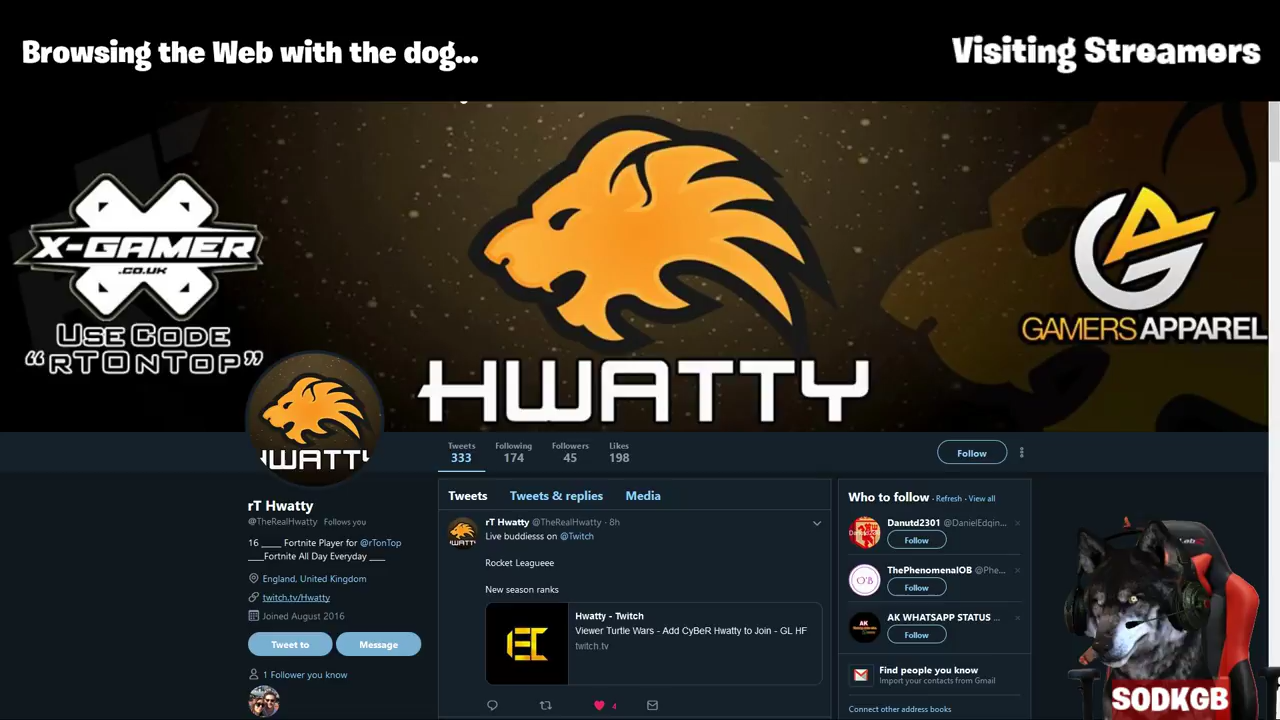 Browsing the Web with the dog...
Visiting Streamers
X-GAMER
.CO.UK
USE CODE
"RTONTOP"
HWATTY
GAMERS APPAREL
HWATTY
Tweets
333
Following
174
Followers
45
Likes
198
Follow
rT Hwatty
@TheRealHwatty Follows you
16 _____ Fortnite Player for @rTonTop
____Fortnite All Day Everyday ____
England, United Kingdom
twitch.tv/Hwatty
Joined August 2016
Tweet to
Message
1 Follower you know
Tweets
Tweets & replies
Media
rT Hwatty @TheRealHwatty · 8h
Live buddiesss on @Twitch
Rocket Leagueee
New season ranks
Hwatty - Twitch
Viewer Turtle Wars - Add CyBeR Hwatty to Join - GL HF
twitch.tv
4
Who to follow · Refresh · View all
Danutd2301 @DanielEdgin...
Follow
ThePhenomenalOB @Phe...
Follow
AK WHATSAPP STATUS ...
Follow
Find people you know
Import your contacts from Gmail
Connect other address books
SODKGB